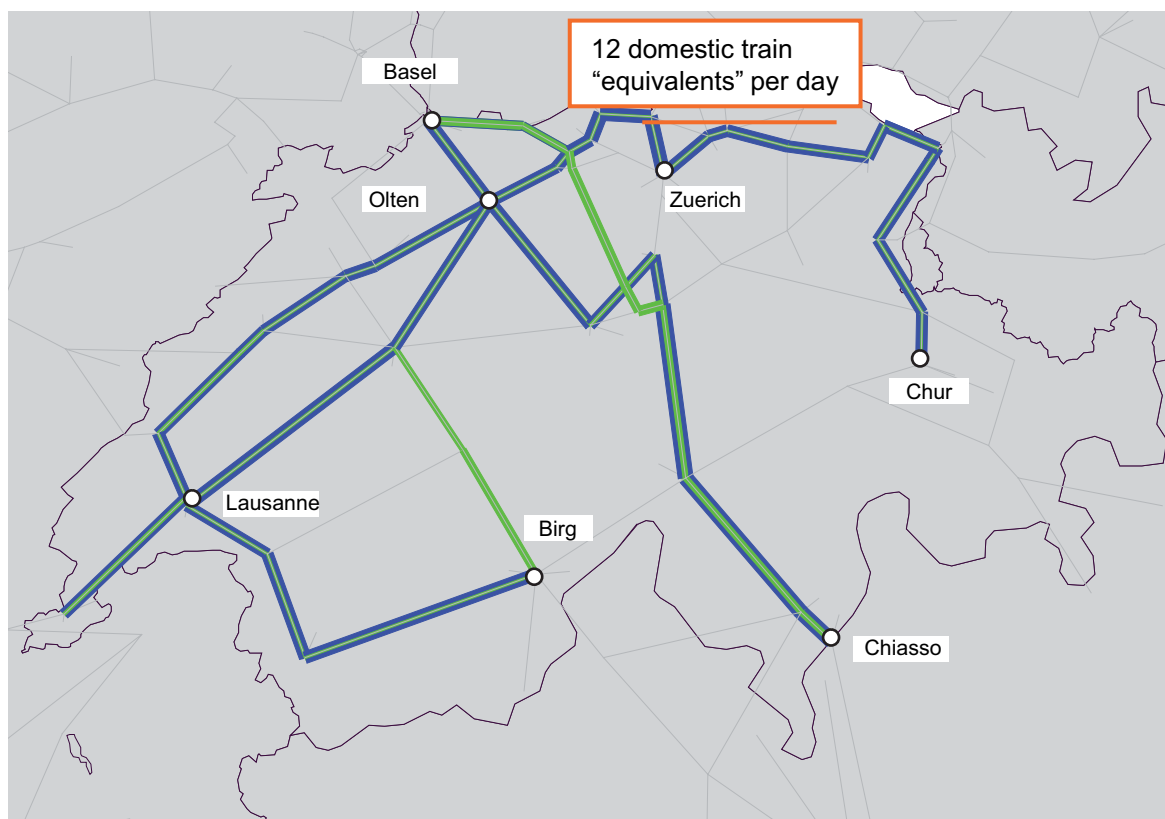 12 domestic train
“equivalents” per day
Basel
Olten
Zuerich
Chur
Lausanne
Birg
Chiasso